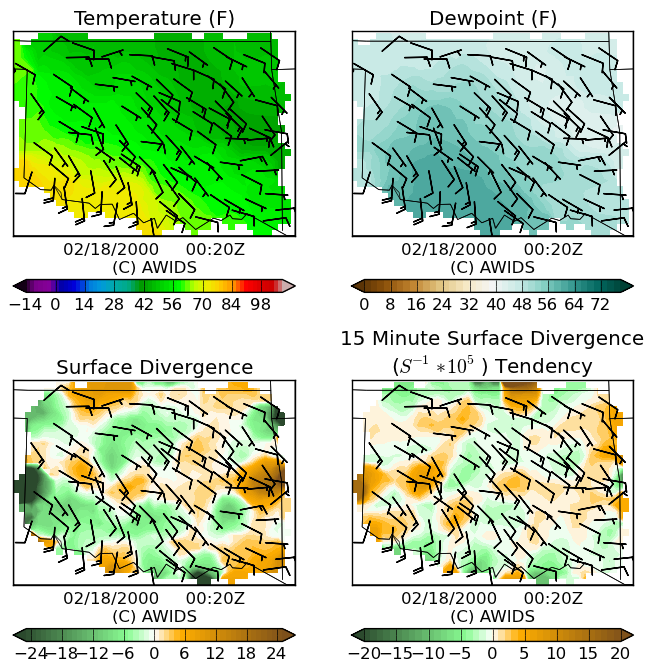 Temperature (F)
Dewpoint (F)
02/18/2000 00:20Z
(C) AWIDS
02/18/2000 00:20Z
(C) AWIDS
−14 0 14 28 42 56 70 84 98
0 8 16 24 32 40 48 56 64 72
Surface Divergence
15 Minute Surface Divergence
(S⁻¹ *10⁵ ) Tendency
02/18/2000 00:20Z
(C) AWIDS
02/18/2000 00:20Z
(C) AWIDS
−24 −18 −12 −6 0 6 12 18 24
−20 −15 −10 −5 0 5 10 15 20